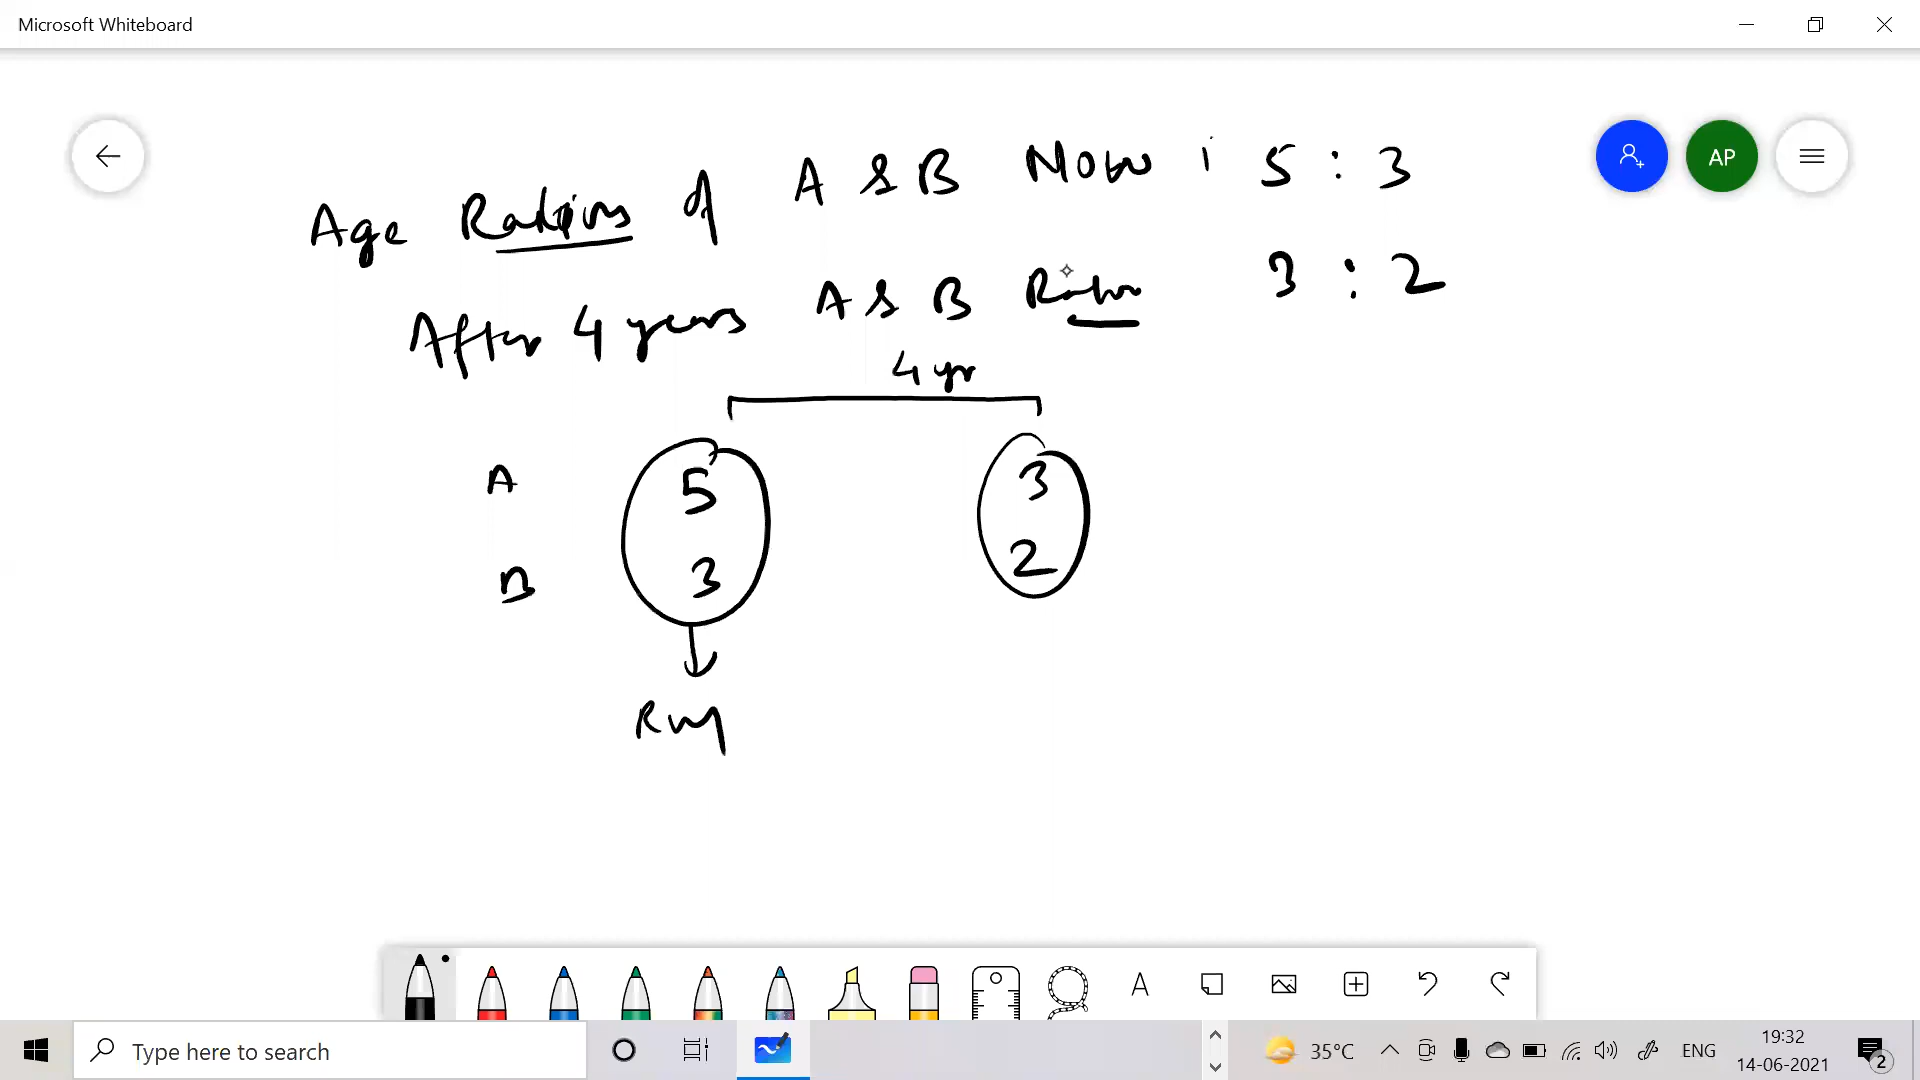 Microsoft Whiteboard
AP
Age Ratios of A & B Now : 5 : 3
After 4 years A & B Ratio 3 : 2
4 yr
A 5 3
B 3 2
A
Type here to search
35°C
ENG
19:32
14-06-2021
2